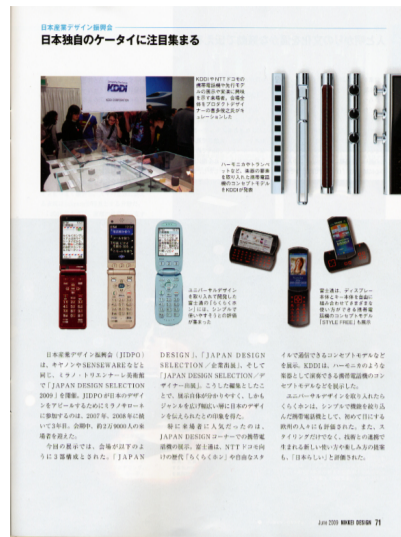 日本産業デザイン振興会
日本独自のケータイに注目集まる
KDDI
KDDIやNTTドコモの
携帯電話機や先行モデ
ルの展示や映像に興味
を示す来場者。会場全
体をプロダクトデザイ
ナーの喜多俊之氏がキ
ュレーションした
ハーモニカやトランペ
ットなど、楽器の要素
を取り入れた携帯電話
機のコンセプトモデル
をKDDIが発表
ユニバーサルデザイン
を取り入れて開発した
富士通の「らくらくホ
ン」には、シンプルで
使いやすそうとの評価
が集まった
富士通は、ディスプレー
本体とキー本体を自由に
組み合わせてさまざまな
使い方ができる携帯電
話機のコンセプトモデル
「STYLE FREE」も展示
日本産業デザイン振興会（JIDPO）
は、キヤノンやSENSEWAREなどと
同じ、ミラノ・トリエンナーレ美術館
で「JAPAN DESIGN SELECTION
2009」を開催。JIDPOが日本のデザイ
ンをアピールするためにミラノサローネ
に参加するのは、2007年、2008年に続
いて3年目。会期中、約3万9000人の来
場者を迎えた。
今回の展示では、会場が以下のよ
うに3部構成とされた。「JAPAN
DESIGN」、「JAPAN DESIGN
SELECTION／企業出展」、そして
「JAPAN DESIGN SELECTION／デ
ザイナー出展」。こうした編集としたこ
とで、展示自体が分かりやすく、しかも
ジャンルを広げ幅広い層に日本のデザイ
ンを伝えられたとの印象を得た。
特に来場者に人気だったのは、
JAPAN DESIGNコーナーでの携帯電
話機の展示。富士通は、NTTドコモ向
けの歴代「らくらくホン」や自由なスタ
イルで通信できるコンセプトモデルなど
を展示。KDDIは、ハーモニカのような
楽器として演奏できる携帯電話機のコン
セプトモデルなどを展示した。
ユニバーサルデザインを取り入れたら
くらくホンは、シンプルで機能を絞り込
んだ携帯電話機として、初めて目にする
欧州の人々にも評価された。また、ス
タイリングだけでなく、技術との連携で
生まれる新しい使い方や楽しみ方の提案
も、「日本らしい」と評価された。
June 2009 NIKKEI DESIGN 71